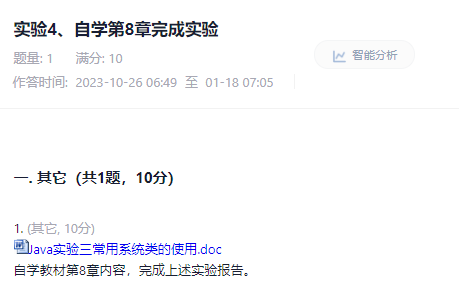 实验4、自学第8章完成实验
题量: 1 满分: 10
智能分析
作答时间: 2023-10-26 06:49 至 01-18 07:05
一. 其它（共1题，10分）
1. (其它, 10分)
Java实验三常用系统类的使用.doc
自学教材第8章内容，完成上述实验报告。